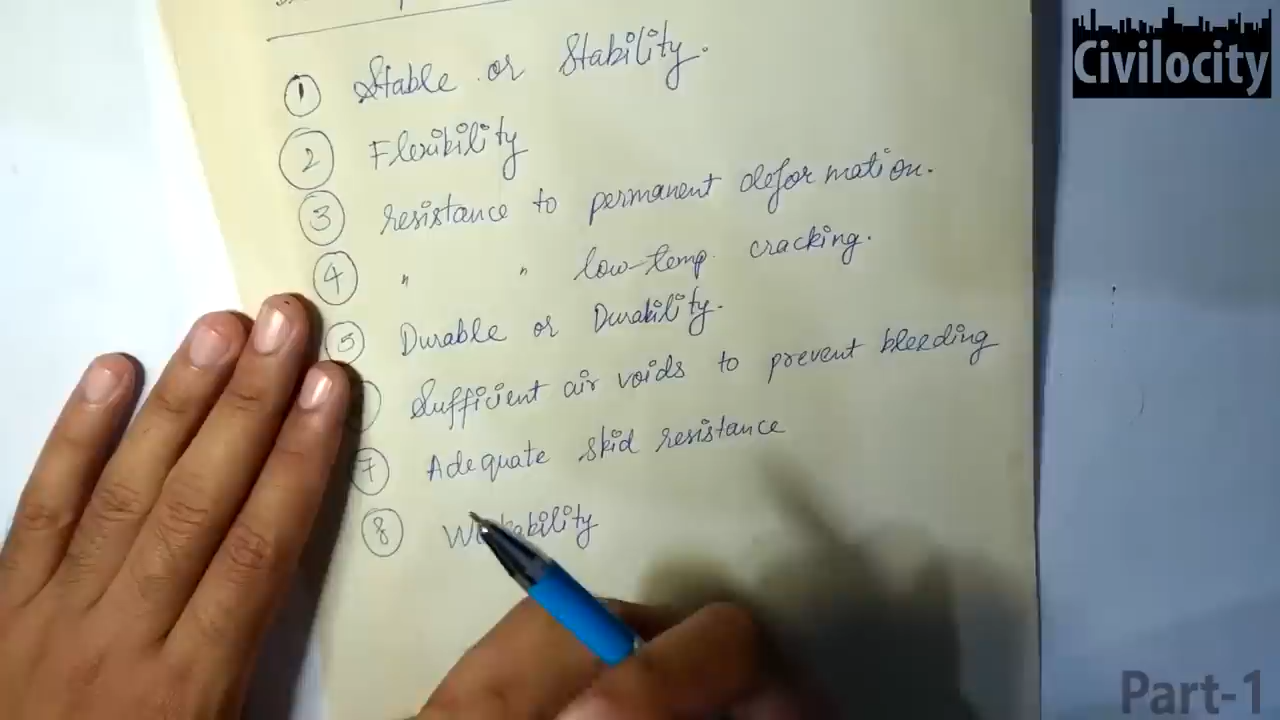 Civilocity
① Stable or Stability.
② Flexibility
③ resistance to permanent deformation.
④ " " low-temp. cracking.
⑤ Durable or Durability.
Sufficient air voids to prevent bleeding
⑦ Adequate skid resistance
⑧ Workability
Part-1